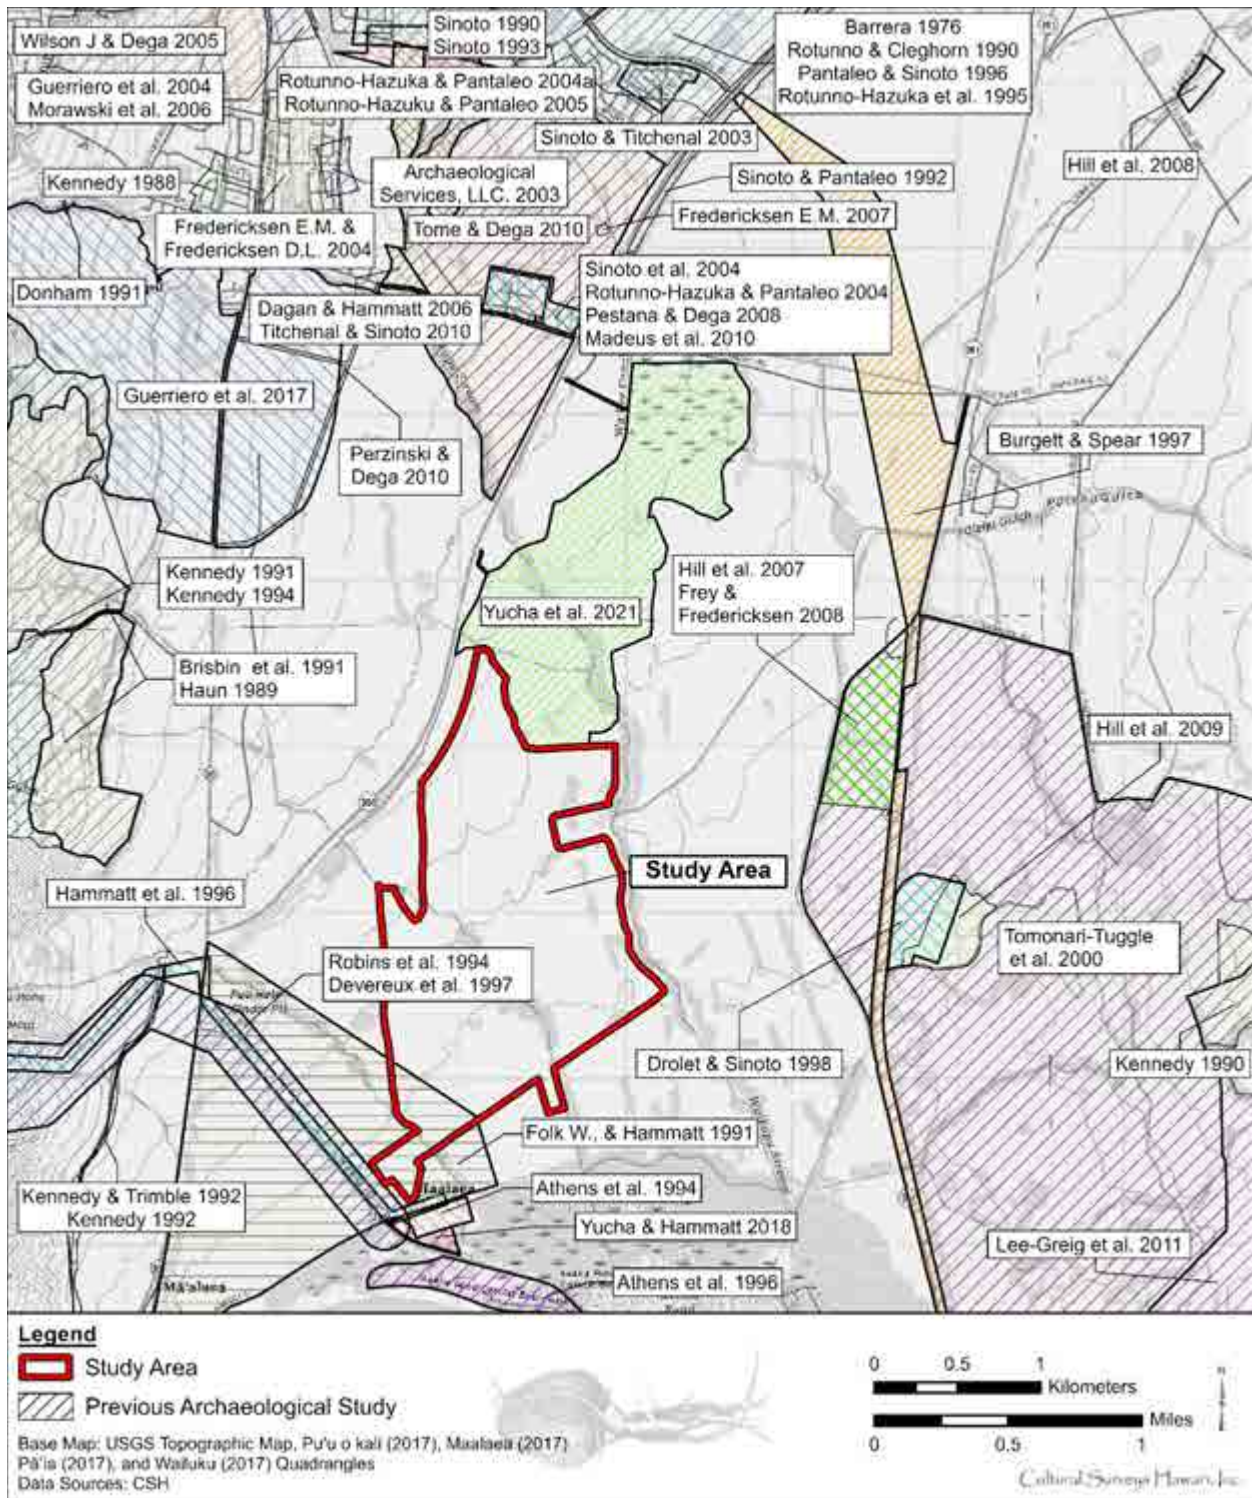 Wilson J & Dega 2005
Sinoto 1990
Sinoto 1993
Barrera 1976
Rotunno & Cleghorn 1990
Pantaleo & Sinoto 1996
Rotunno-Hazuka et al. 1995
Guerriero et al. 2004
Morawski et al. 2006
Rotunno-Hazuka & Pantaleo 2004a
Rotunno-Hazuku & Pantaleo 2005
Sinoto & Titchenal 2003
Hill et al. 2008
Kennedy 1988
Archaeological
Services, LLC. 2003
Sinoto & Pantaleo 1992
Fredericksen E.M. &
Fredericksen D.L. 2004
Tome & Dega 2010
Fredericksen E.M. 2007
Donham 1991
Dagan & Hammatt 2006
Titchenal & Sinoto 2010
Sinoto et al. 2004
Rotunno-Hazuka & Pantaleo 2004
Pestana & Dega 2008
Madeus et al. 2010
Guerriero et al. 2017
Perzinski &
Dega 2010
Burgett & Spear 1997
Kennedy 1991
Kennedy 1994
Yucha et al. 2021
Hill et al. 2007
Frey &
Fredericksen 2008
Brisbin et al. 1991
Haun 1989
Hill et al. 2009
Study Area
Hammatt et al. 1996
Robins et al. 1994
Devereux et al. 1997
Tomonari-Tuggle
et al. 2000
Drolet & Sinoto 1998
Kennedy 1990
Folk W., & Hammatt 1991
Kennedy & Trimble 1992
Kennedy 1992
Athens et al. 1994
Yucha & Hammatt 2018
Lee-Greig et al. 2011
Athens et al. 1996
Mā'alaea
Legend
Study Area
Previous Archaeological Study
Base Map: USGS Topographic Map, Pu'u o kali (2017), Maalaea (2017)
Pā'ia (2017), and Wailuku (2017) Quadrangles
Data Sources: CSH
0 0.5 1
Kilometers
Miles
0 0.5 1
N
Cultural Surveys Hawai'i, Inc.